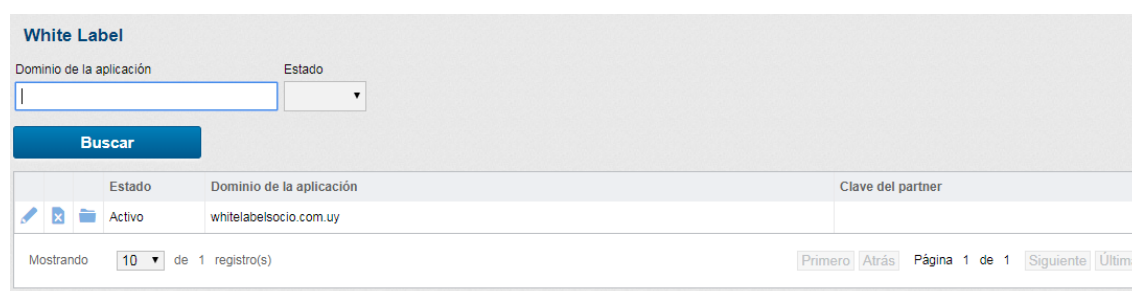 White Label
Dominio de la aplicación Estado
Buscar
Estado Dominio de la aplicación Clave del partner
Activo whitelabelsocio.com.uy
Mostrando 10 de 1 registro(s) Primero Atrás Página 1 de 1 Siguiente Últim